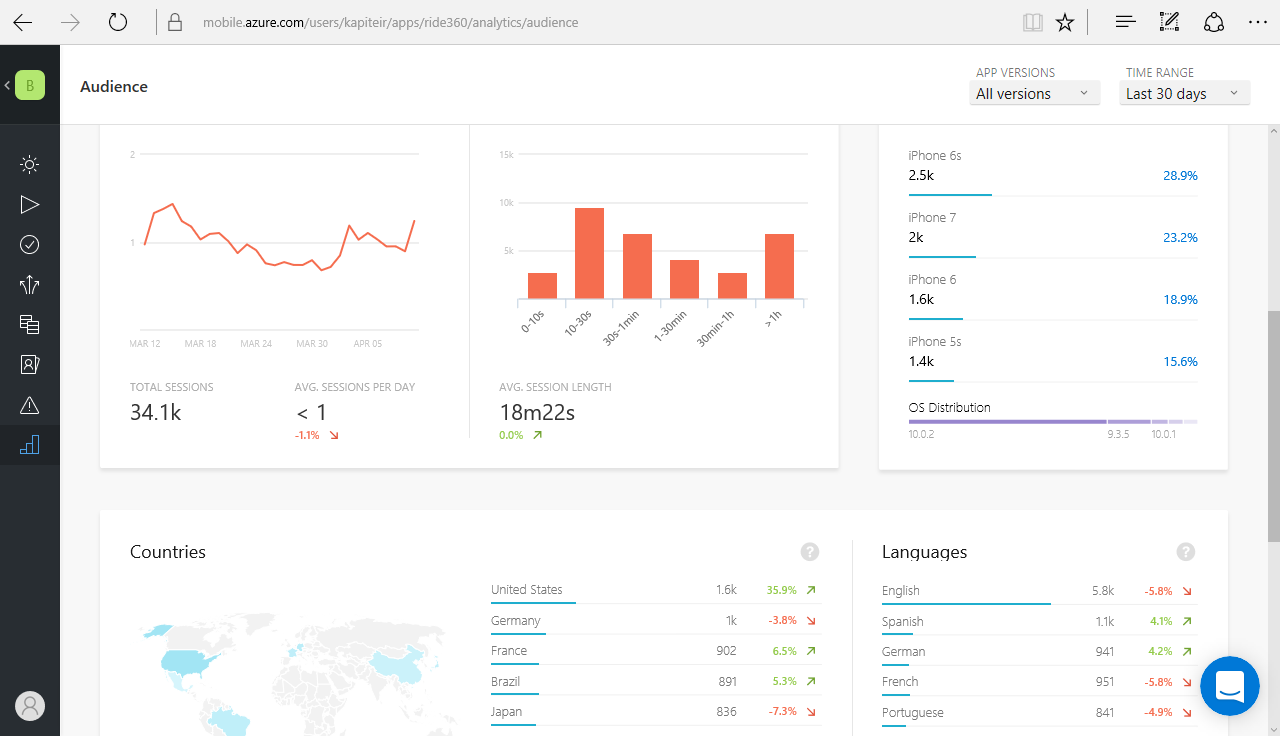 mobile.azure.com/users/kapiteir/apps/ride360/analytics/audience
B
Audience
APP VERSIONS
All versions
TIME RANGE
Last 30 days
2
1
MAR 12 MAR 18 MAR 24 MAR 30 APR 05
TOTAL SESSIONS
34.1k
AVG. SESSIONS PER DAY
< 1
-1.1%
15k
10k
5k
0-10s 10-30s 30s-1min 1-30min 30min-1h > 1h
AVG. SESSION LENGTH
18m22s
0.0%
iPhone 6s
2.5k 28.9%
iPhone 7
2k 23.2%
iPhone 6
1.6k 18.9%
iPhone 5s
1.4k 15.6%
OS Distribution
10.0.2 9.3.5 10.0.1
Countries ?
United States 1.6k 35.9%
Germany 1k -3.8%
France 902 6.5%
Brazil 891 5.3%
Japan 836 -7.3%
Languages ?
English 5.8k -5.8%
Spanish 1.1k 4.1%
German 941 4.2%
French 951 -5.8%
Portuguese 841 -4.9%